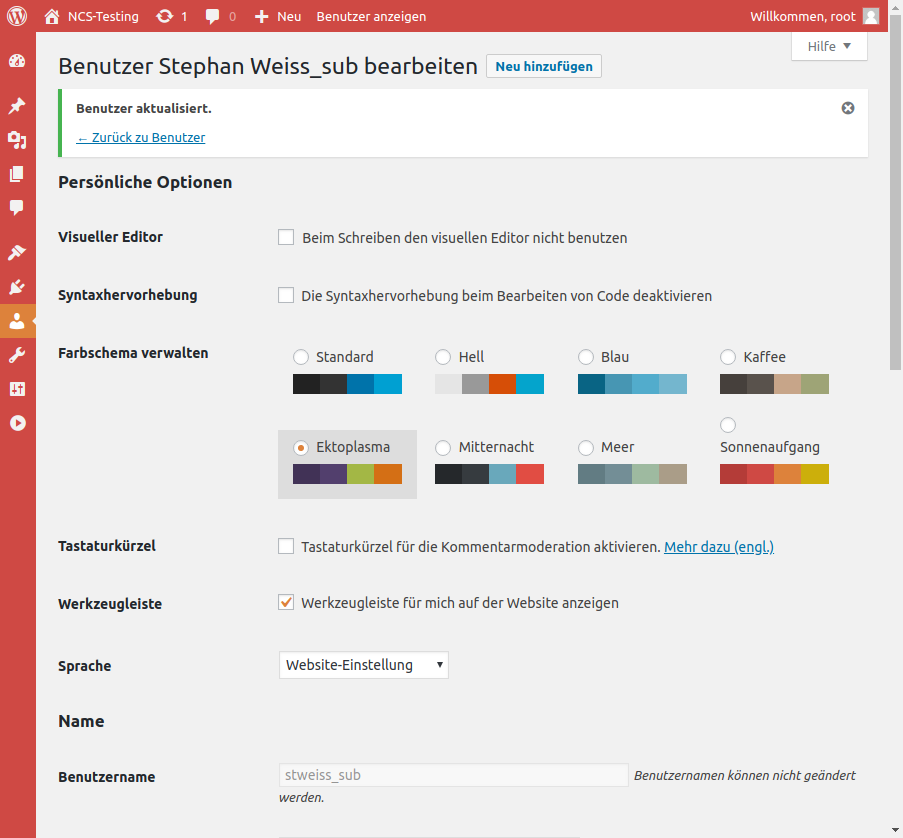 NCS-Testing 1 0 Neu Benutzer anzeigen Willkommen, root
Hilfe ▼
Benutzer Stephan Weiss_sub bearbeiten Neu hinzufügen
Benutzer aktualisiert.
← Zurück zu Benutzer
Persönliche Optionen
Visueller Editor Beim Schreiben den visuellen Editor nicht benutzen
Syntaxhervorhebung Die Syntaxhervorhebung beim Bearbeiten von Code deaktivieren
Farbschema verwalten Standard Hell Blau Kaffee
Ektoplasma Mitternacht Meer Sonnenaufgang
Tastaturkürzel Tastaturkürzel für die Kommentarmoderation aktivieren. Mehr dazu (engl.)
Werkzeugleiste Werkzeugleiste für mich auf der Website anzeigen
Sprache Website-Einstellung
Name
Benutzername stweiss_sub Benutzernamen können nicht geändert
werden.